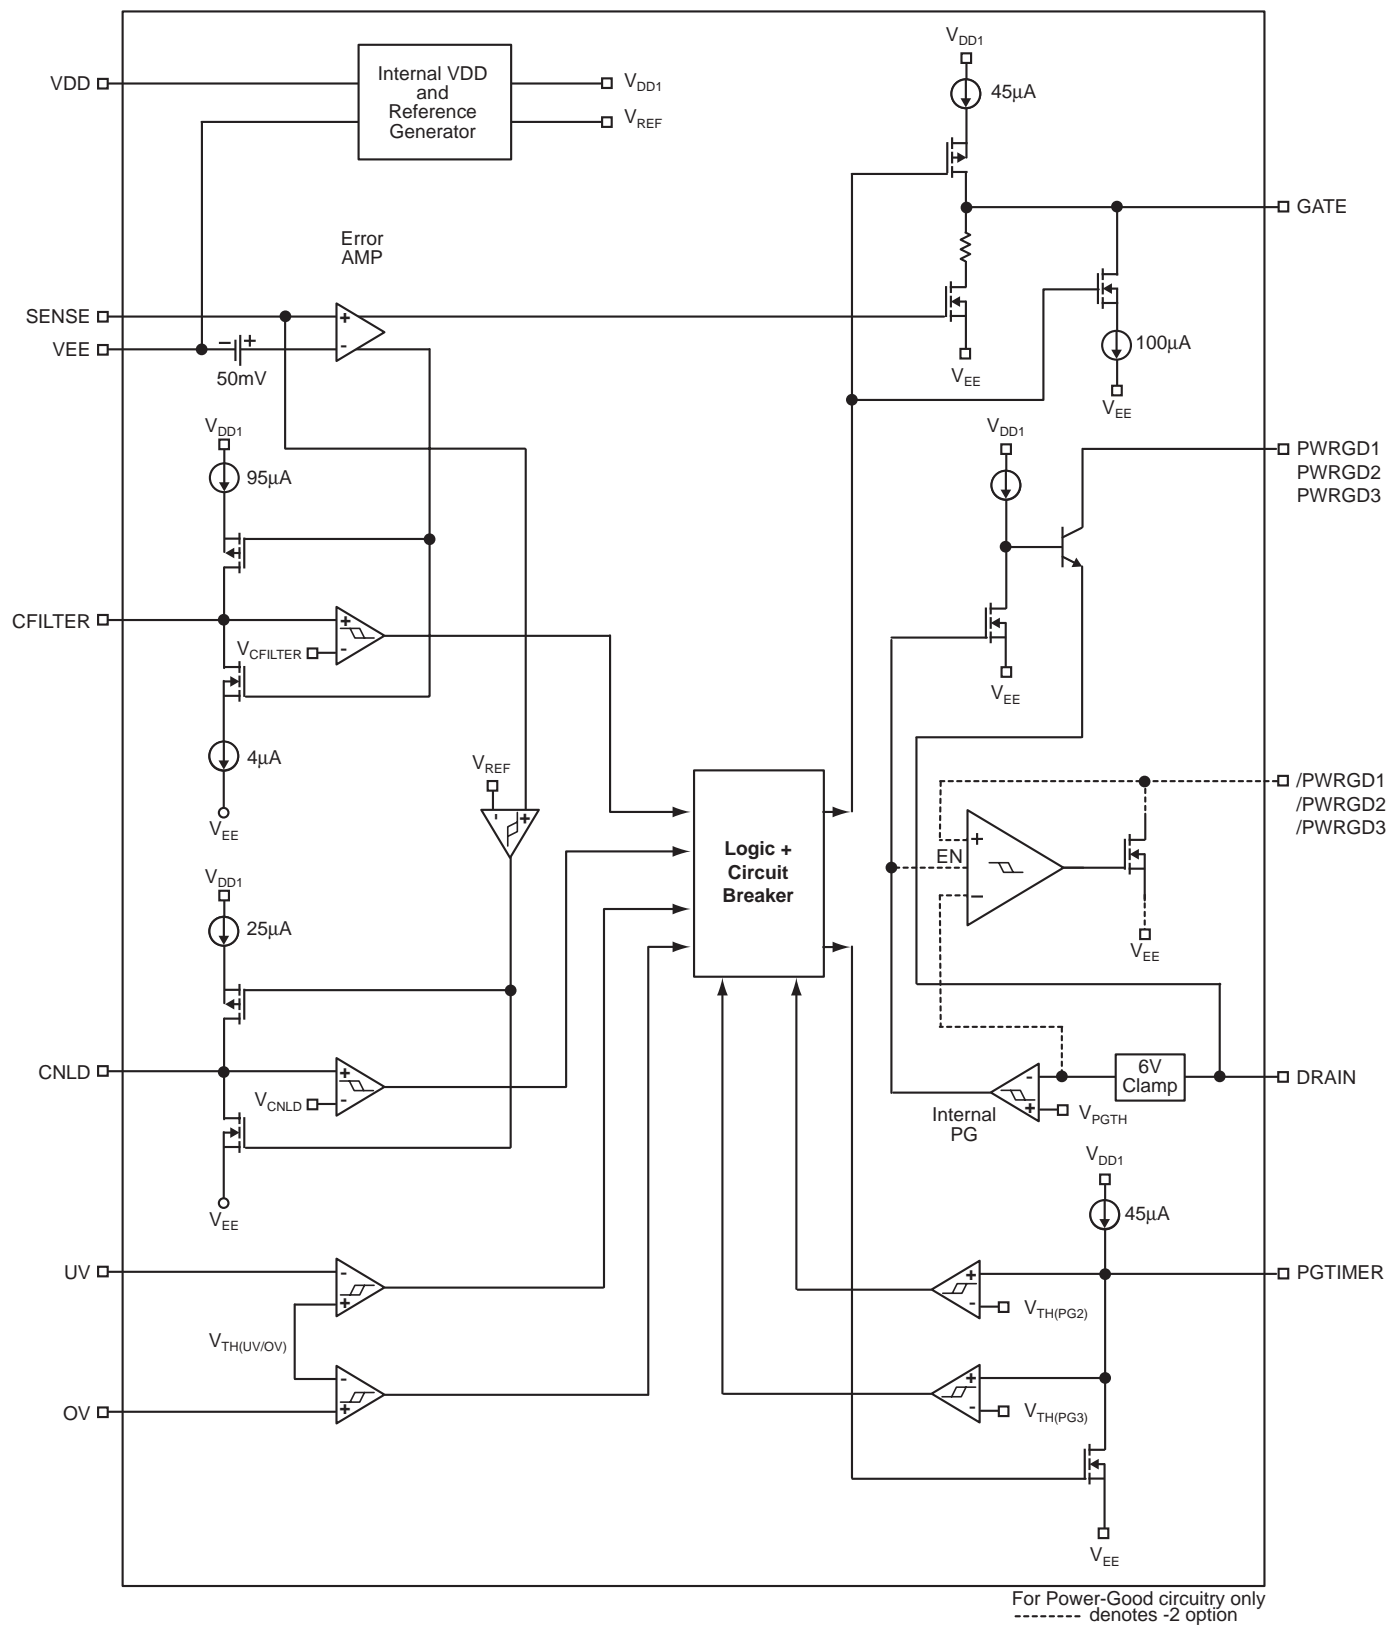 VDD
Internal VDD
and
Reference
Generator
VDD1
VREF
VDD1
45µA
GATE
Error
AMP
SENSE
+
VEE
− +
-
50mV
VEE
100µA
VEE
VDD1
95µA
VDD1
PWRGD1
PWRGD2
PWRGD3
CFILTER
+
VCFILTER
-
VEE
4µA
VEE
VREF
- +
/PWRGD1
/PWRGD2
/PWRGD3
+
EN
−
VEE
Logic +
Circuit
Breaker
VDD1
25µA
CNLD
+
VCNLD
-
VEE
6V
Clamp
DRAIN
-
+
VPGTH
Internal
PG
VDD1
45µA
UV
-
+
VTH(UV/OV)
-
+
OV
PGTIMER
+
-
VTH(PG2)
+
-
VTH(PG3)
VEE
For Power-Good circuitry only
------- denotes -2 option